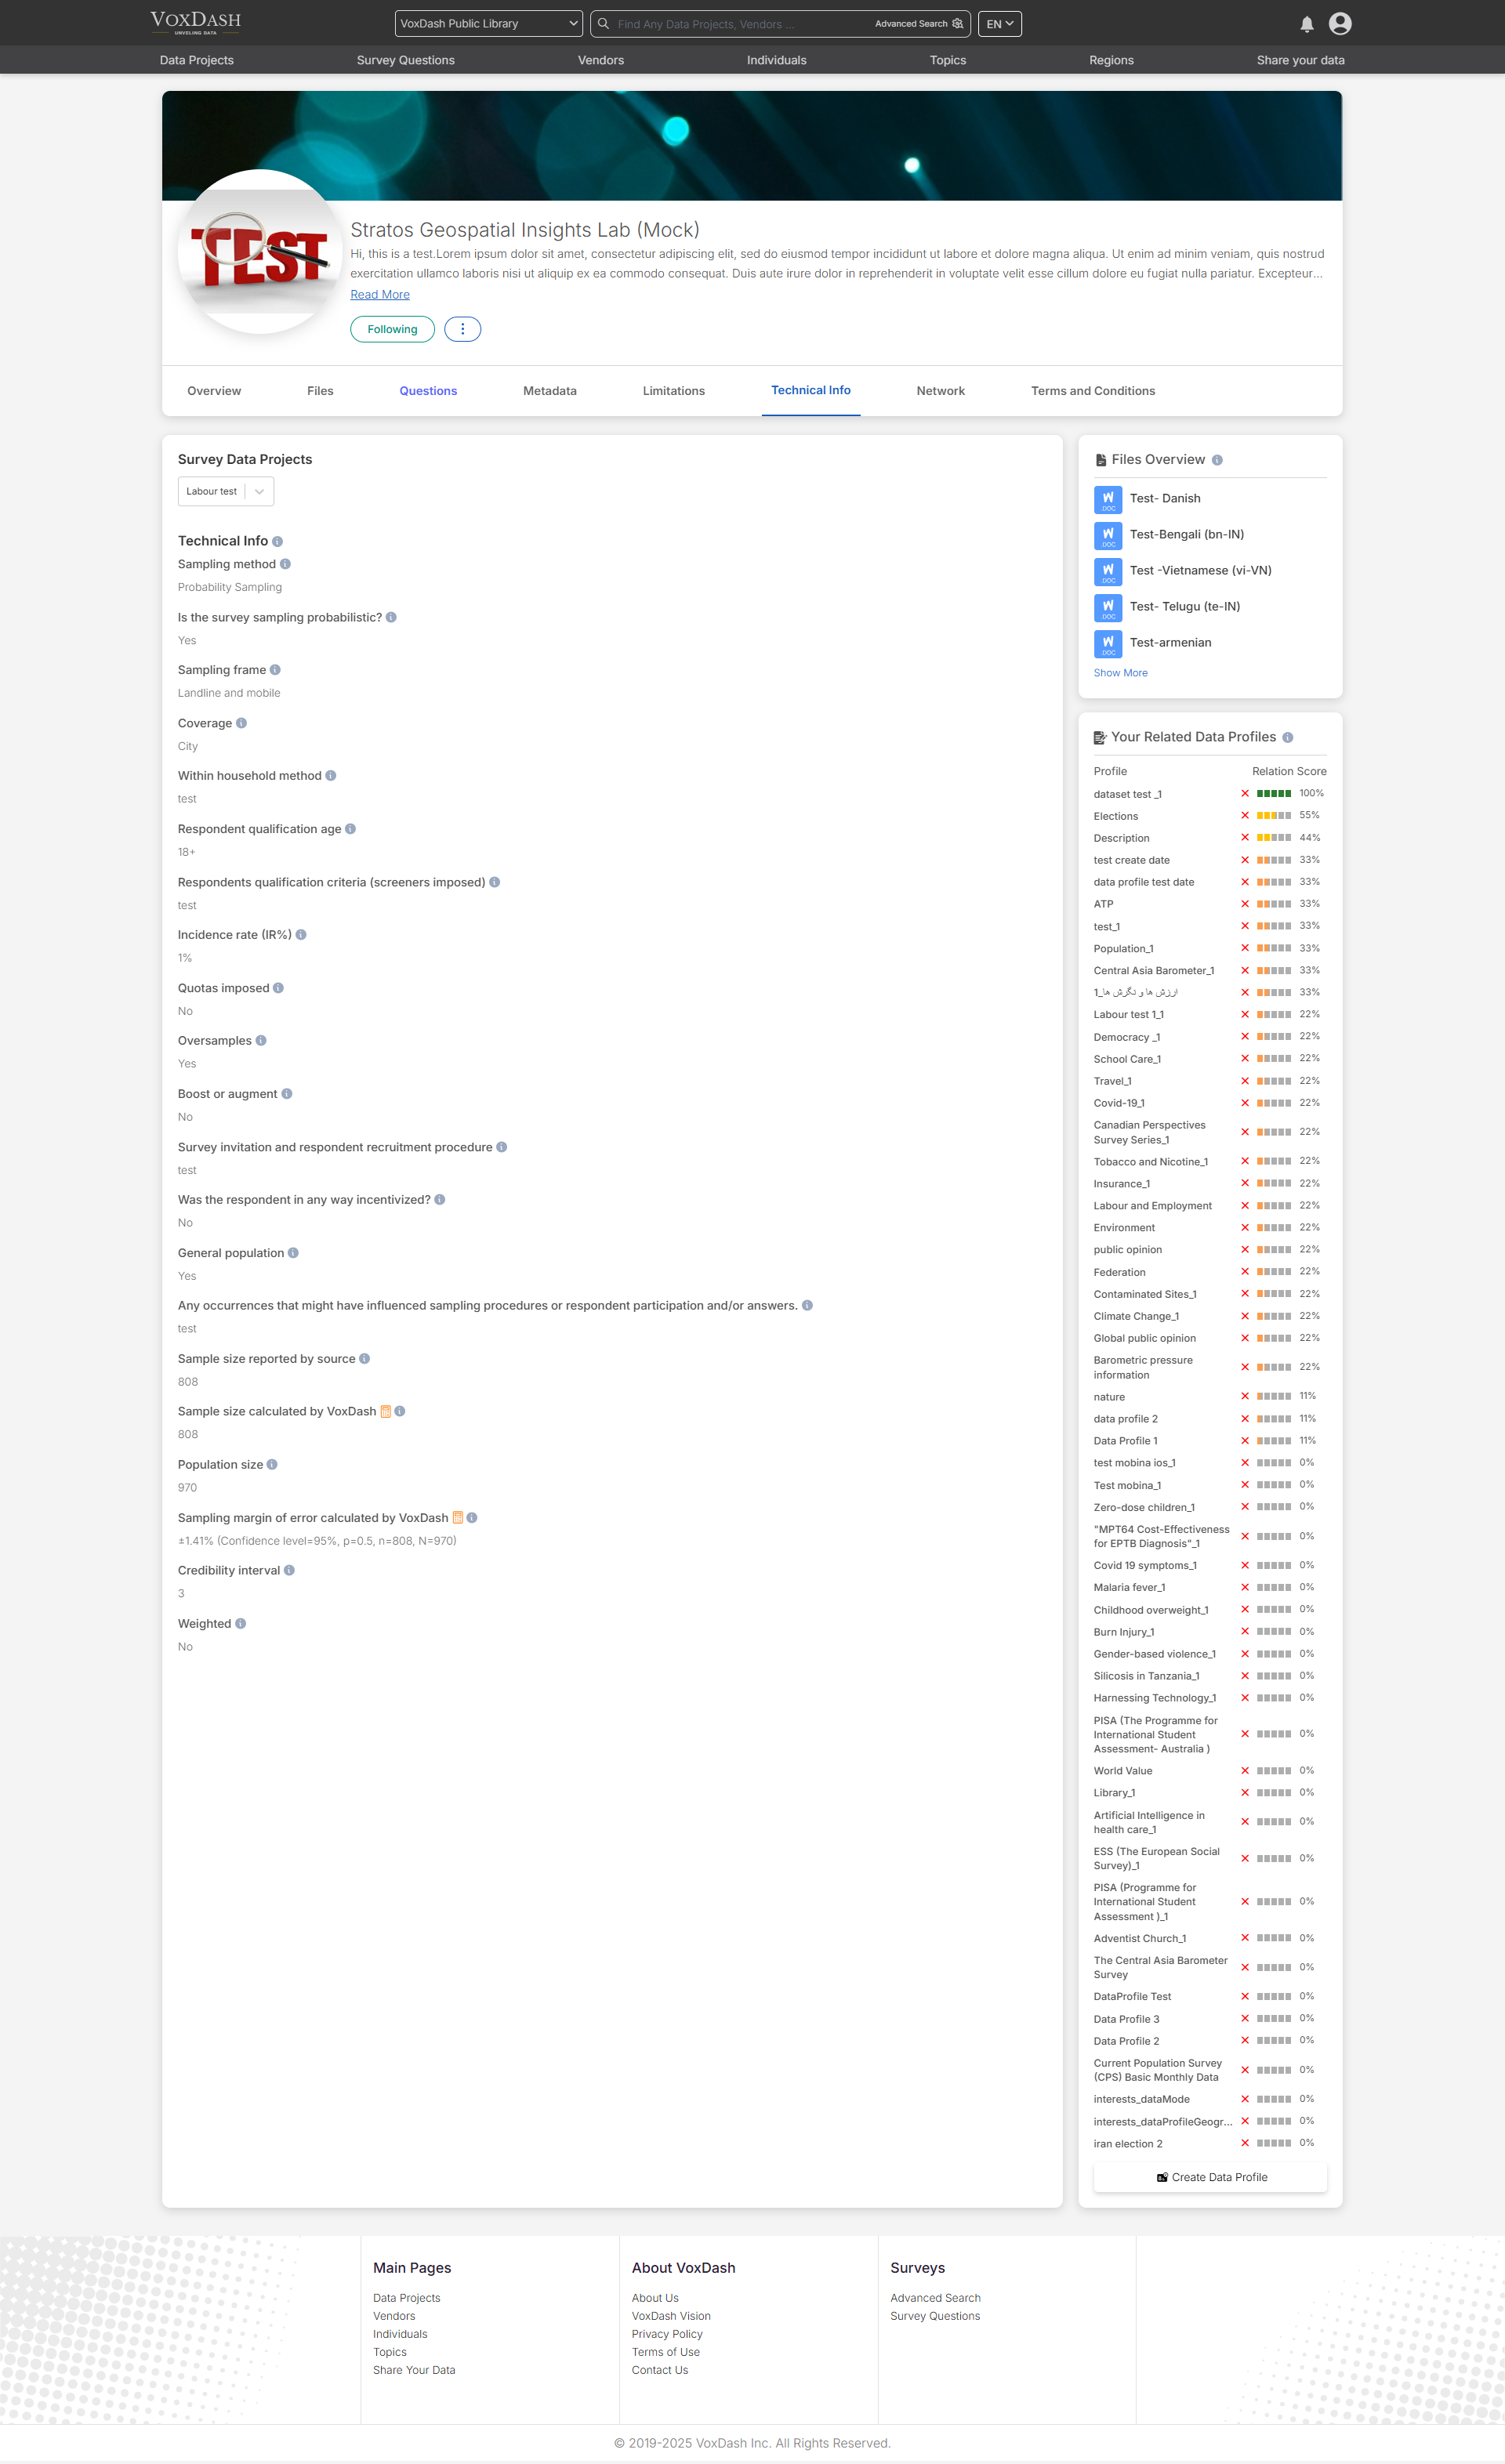 VOXDASH
UNVEILING DATA
VoxDash Public Library
Find Any Data Projects, Vendors ...
Advanced Search
EN
Data Projects
Survey Questions
Vendors
Individuals
Topics
Regions
Share your data
TEST
Stratos Geospatial Insights Lab (Mock)
Hi, this is a test.Lorem ipsum dolor sit amet, consectetur adipiscing elit, sed do eiusmod tempor incididunt ut labore et dolore magna aliqua. Ut enim ad minim veniam, quis nostrud
exercitation ullamco laboris nisi ut aliquip ex ea commodo consequat. Duis aute irure dolor in reprehenderit in voluptate velit esse cillum dolore eu fugiat nulla pariatur. Excepteur...
Read More
Following
Overview
Files
Questions
Metadata
Limitations
Technical Info
Network
Terms and Conditions
Survey Data Projects
Labour test
Technical Info
Sampling method
Probability Sampling
Is the survey sampling probabilistic?
Yes
Sampling frame
Landline and mobile
Coverage
City
Within household method
test
Respondent qualification age
18+
Respondents qualification criteria (screeners imposed)
test
Incidence rate (IR%)
1%
Quotas imposed
No
Oversamples
Yes
Boost or augment
No
Survey invitation and respondent recruitment procedure
test
Was the respondent in any way incentivized?
No
General population
Yes
Any occurrences that might have influenced sampling procedures or respondent participation and/or answers.
test
Sample size reported by source
808
Sample size calculated by VoxDash
808
Population size
970
Sampling margin of error calculated by VoxDash
±1.41% (Confidence level=95%, p=0.5, n=808, N=970)
Credibility interval
3
Weighted
No
Files Overview
W .DOC Test- Danish
W .DOC Test-Bengali (bn-IN)
W .DOC Test -Vietnamese (vi-VN)
W .DOC Test- Telugu (te-IN)
W .DOC Test-armenian
Show More
Your Related Data Profiles
Profile Relation Score
dataset test _1 100%
Elections 55%
Description 44%
test create date 33%
data profile test date 33%
ATP 33%
test_1 33%
Population_1 33%
Central Asia Barometer_1 33%
ارزش ها و نگرش ها_1 33%
Labour test 1_1 22%
Democracy _1 22%
School Care_1 22%
Travel_1 22%
Covid-19_1 22%
Canadian Perspectives
Survey Series_1 22%
Tobacco and Nicotine_1 22%
Insurance_1 22%
Labour and Employment 22%
Environment 22%
public opinion 22%
Federation 22%
Contaminated Sites_1 22%
Climate Change_1 22%
Global public opinion 22%
Barometric pressure
information 22%
nature 11%
data profile 2 11%
Data Profile 1 11%
test mobina ios_1 0%
Test mobina_1 0%
Zero-dose children_1 0%
"MPT64 Cost-Effectiveness
for EPTB Diagnosis"_1 0%
Covid 19 symptoms_1 0%
Malaria fever_1 0%
Childhood overweight_1 0%
Burn Injury_1 0%
Gender-based violence_1 0%
Silicosis in Tanzania_1 0%
Harnessing Technology_1 0%
PISA (The Programme for
International Student 0%
Assessment- Australia )
World Value 0%
Library_1 0%
Artificial Intelligence in
health care_1 0%
ESS (The European Social
Survey)_1 0%
PISA (Programme for
International Student 0%
Assessment )_1
Adventist Church_1 0%
The Central Asia Barometer
Survey 0%
DataProfile Test 0%
Data Profile 3 0%
Data Profile 2 0%
Current Population Survey
(CPS) Basic Monthly Data 0%
interests_dataMode 0%
interests_dataProfileGeogr... 0%
iran election 2 0%
Create Data Profile
Main Pages
Data Projects
Vendors
Individuals
Topics
Share Your Data
About VoxDash
About Us
VoxDash Vision
Privacy Policy
Terms of Use
Contact Us
Surveys
Advanced Search
Survey Questions
© 2019-2025 VoxDash Inc. All Rights Reserved.